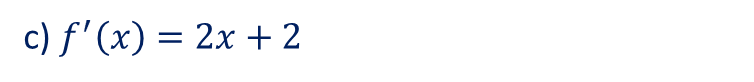 c) f'(x) = 2x + 2